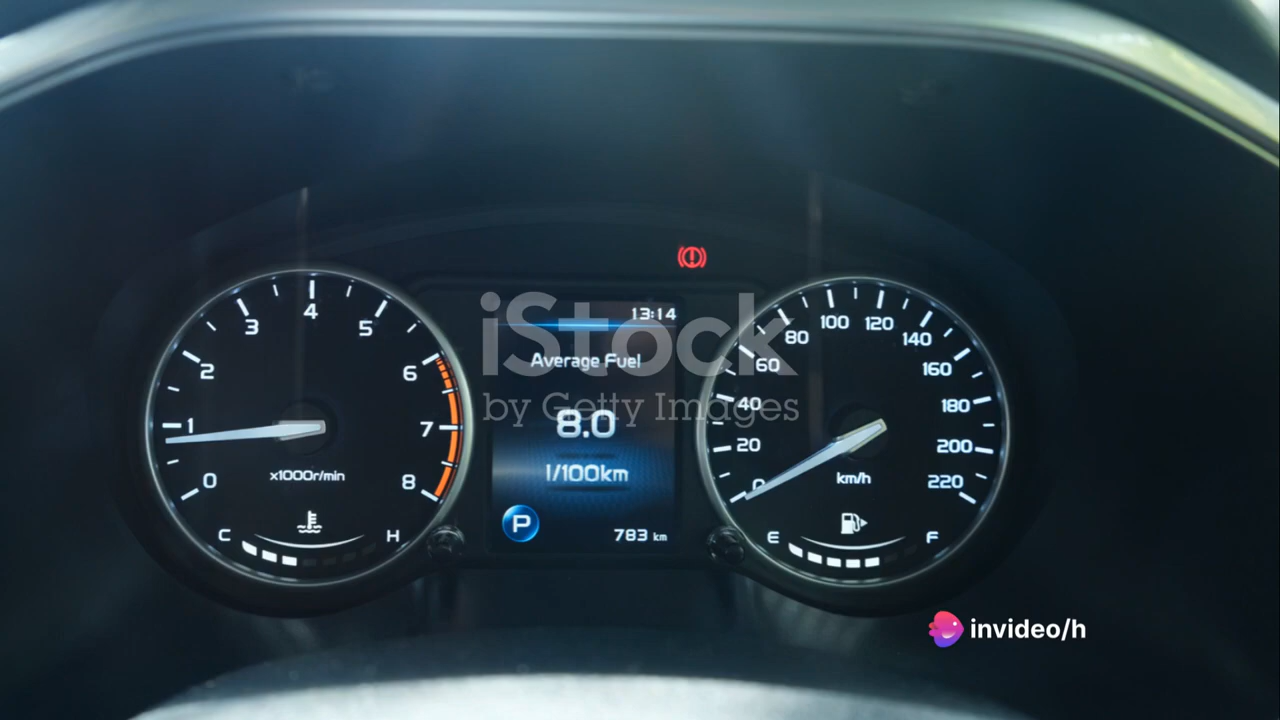 13:14
Average Fuel
8.0
l/100km
P
783 km
0
1
2
3
4
5
6
7
8
x1000r/min
C
H
0
20
40
60
80
100
120
140
160
180
200
220
km/h
E
F
iStock
by Getty Images
invideo/h